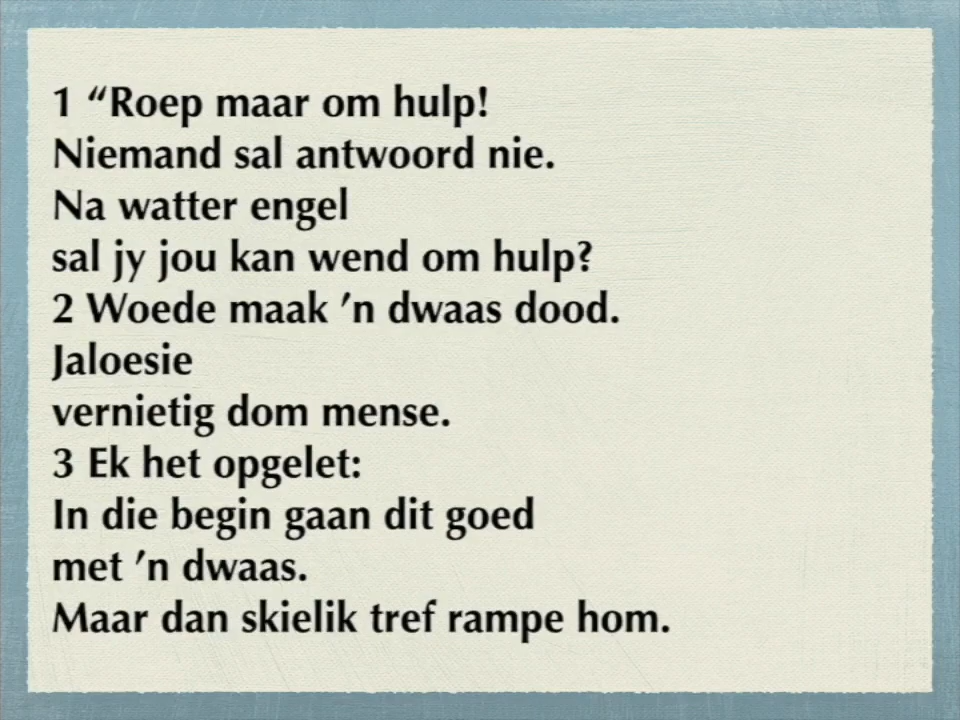 1 “Roep maar om hulp!
Niemand sal antwoord nie.
Na watter engel
sal jy jou kan wend om hulp?
2 Woede maak ’n dwaas dood.
Jaloesie
vernietig dom mense.
3 Ek het opgelet:
In die begin gaan dit goed
met ’n dwaas.
Maar dan skielik tref rampe hom.